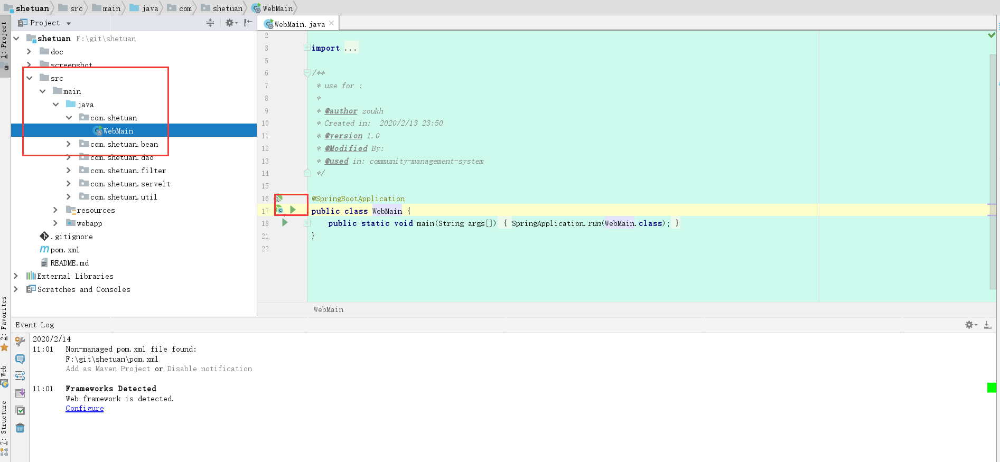 shetuan src main java com shetuan WebMain
Project
WebMain.java
1: Project
shetuan F:\git\shetuan
doc
screenshot
src
main
java
com.shetuan
WebMain
com.shetuan.bean
com.shetuan.dao
com.shetuan.filter
com.shetuan.servelt
com.shetuan.util
resources
webapp
.gitignore
pom.xml
README.md
External Libraries
Scratches and Consoles
2
3 import ...
5
6 /**
7 * use for :
8 *
9 * @author zoukh
10 * Created in: 2020/2/13 23:50
11 * @version 1.0
12 * @Modified By:
13 * @used in: community-management-system
14 */
15
16 @SpringBootApplication
17 public class WebMain {
18 public static void main(String args[]) { SpringApplication.run(WebMain.class); }
21 }
22
WebMain
2: Favorites
Web
7: Structure
Event Log
2020/2/14
11:01 Non-managed pom.xml file found:
F:\git\shetuan\pom.xml
Add as Maven Project or Disable notification
11:01 Frameworks Detected
Web framework is detected.
Configure